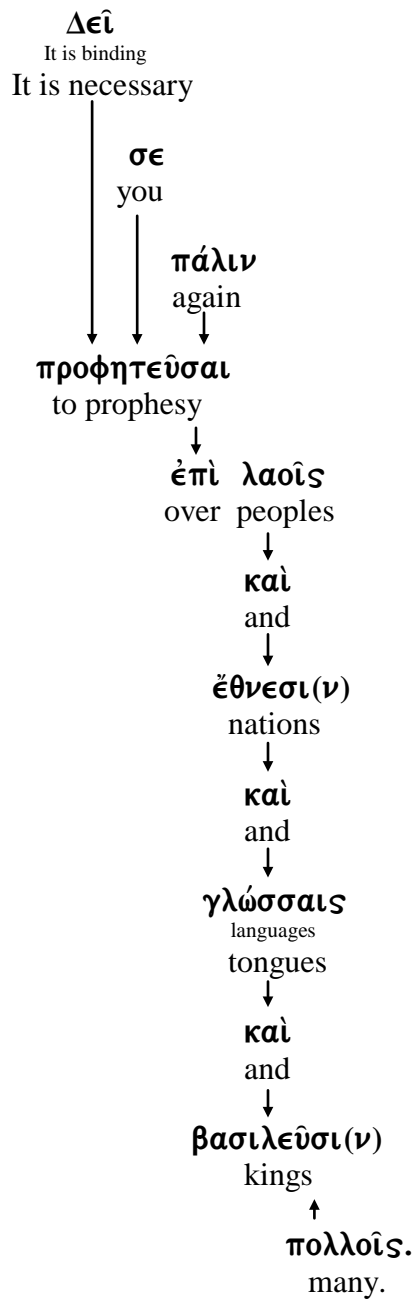 Δεῖ
It is binding
It is necessary
σε
you
πάλιν
again
προφητεῦσαι
to prophesy
ἐπὶ λαοῖς
over peoples
καὶ
and
ἔθνεσι(ν)
nations
καὶ
and
γλώσσαις
languages
tongues
καὶ
and
βασιλεῦσι(ν)
kings
πολλοῖς.
many.